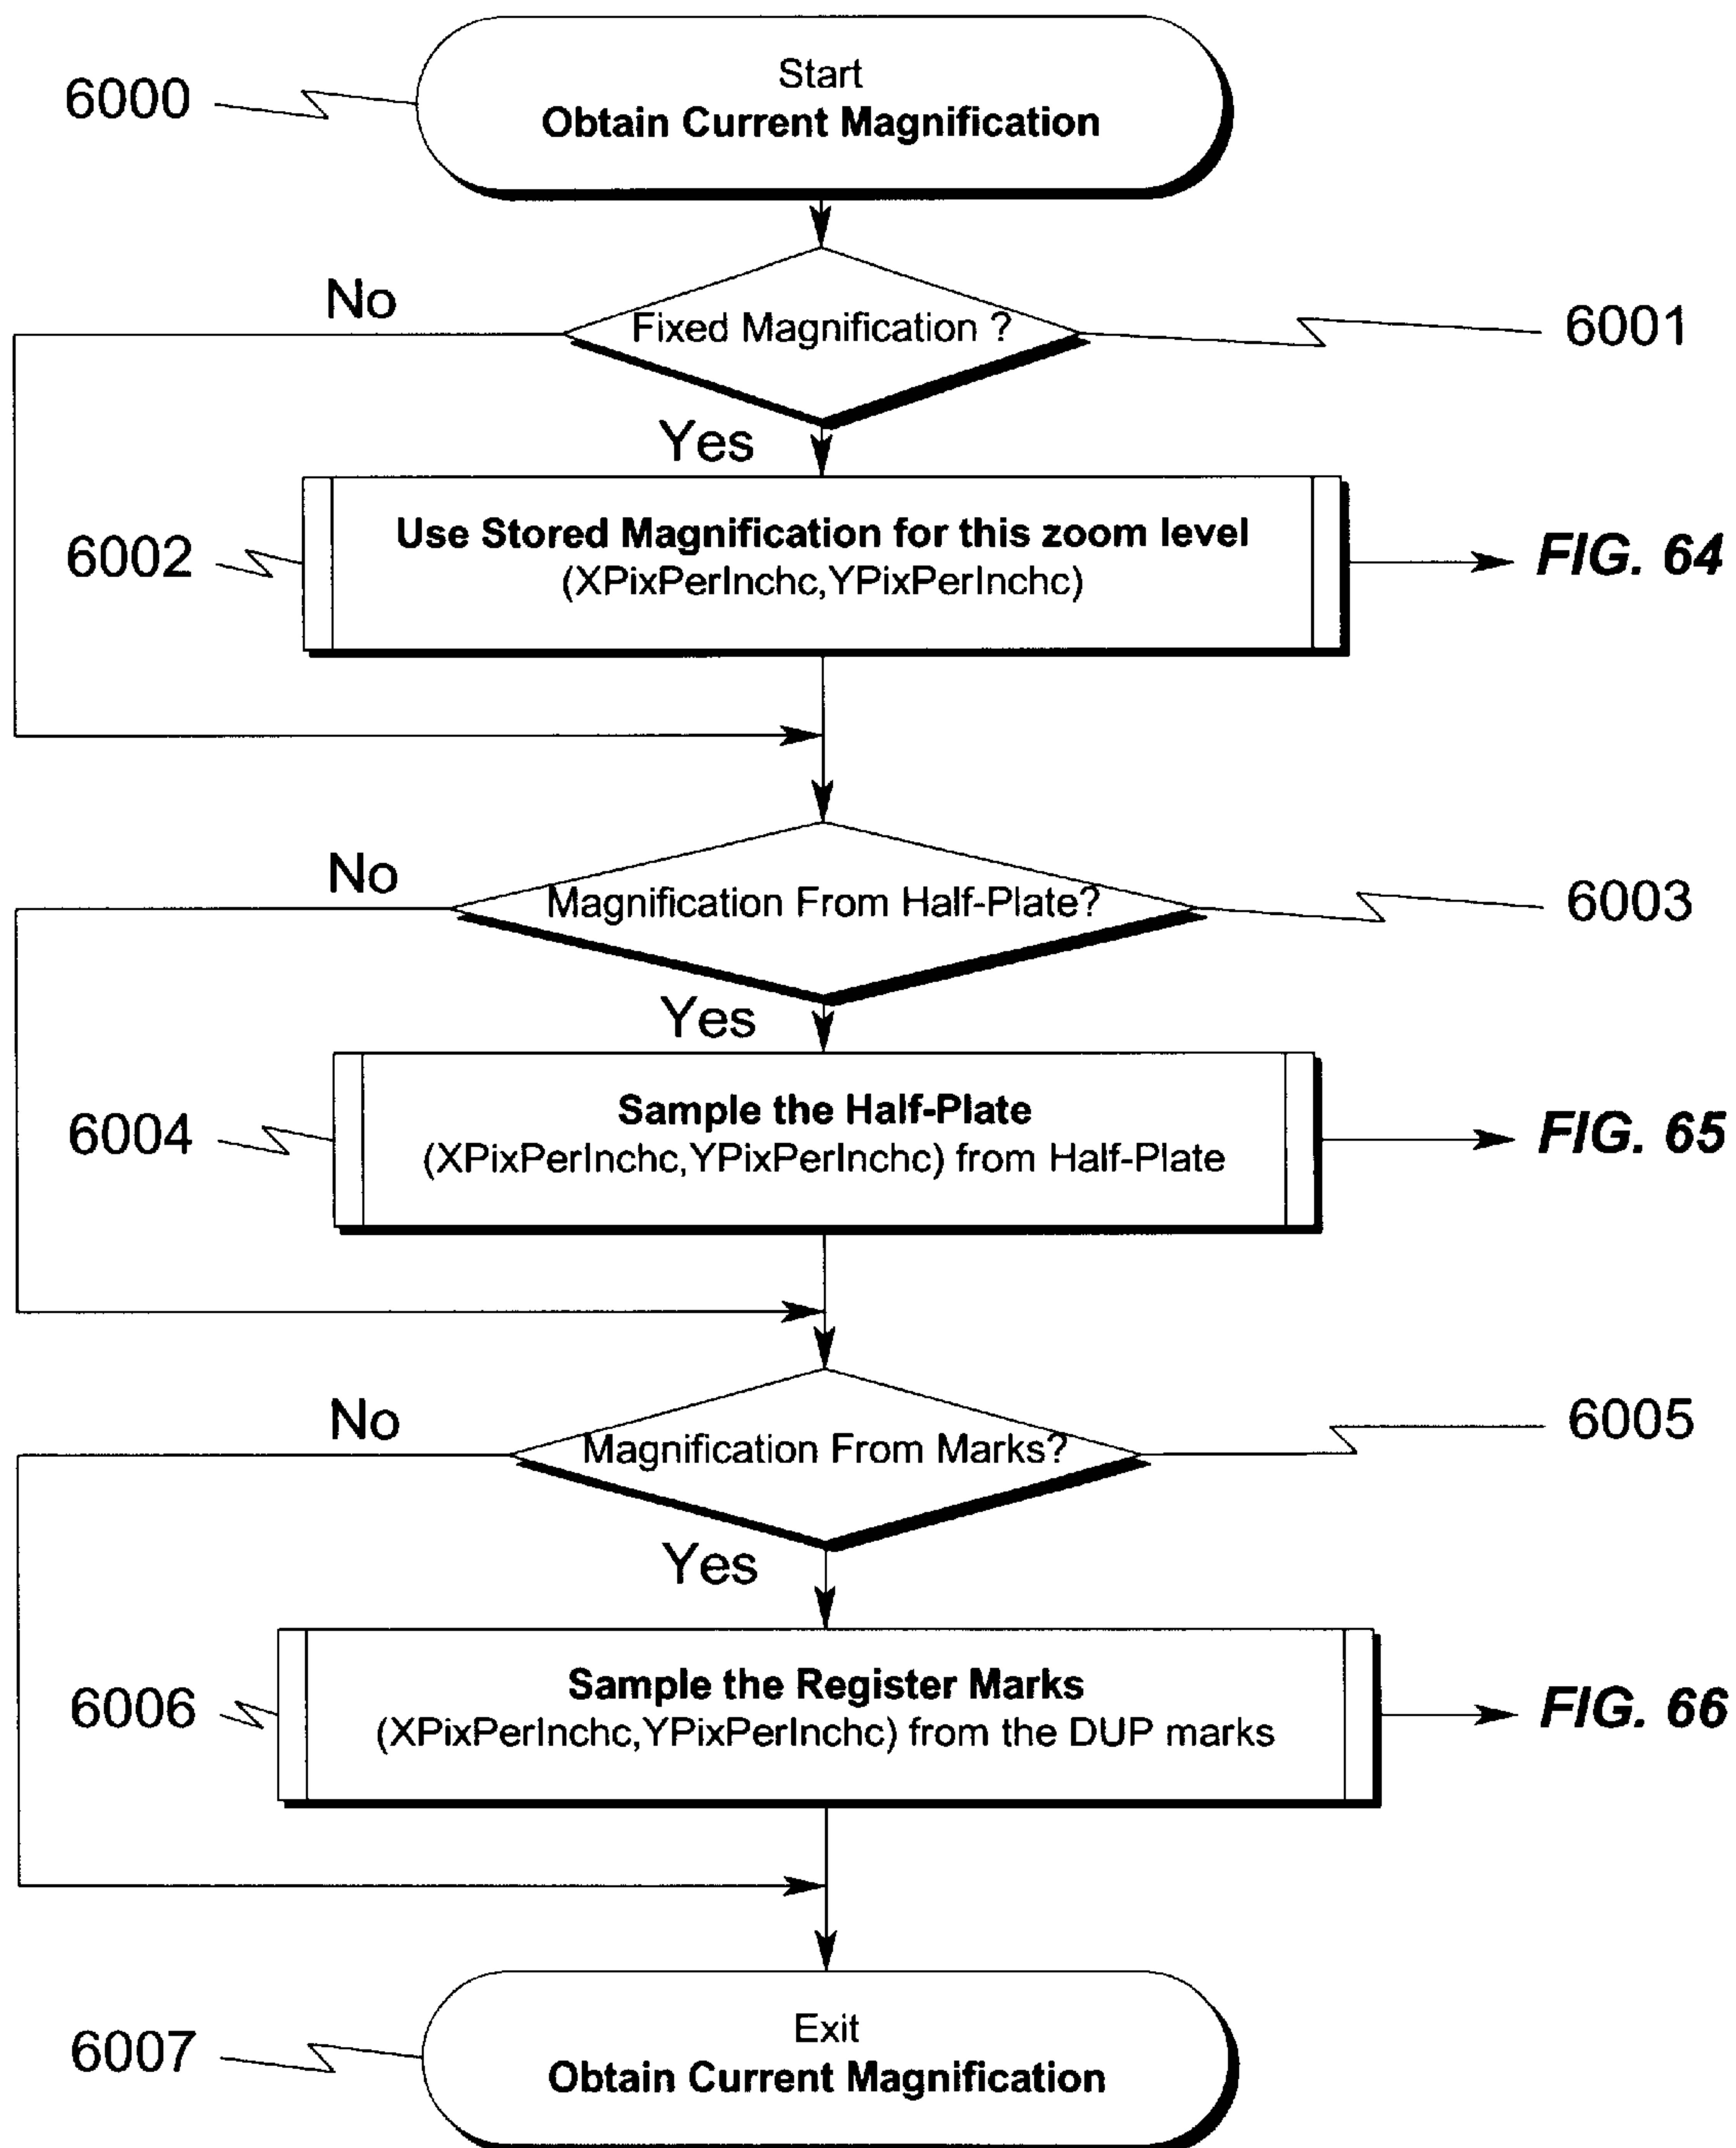 Start
6000
Obtain Current Magnification
No
Fixed Magnification ?
6001
Yes
Use Stored Magnification for this zoom level
6002
(XPixPerInchc,YPixPerInchc)
FIG. 64
No
Magnification From Half-Plate?
6003
Yes
Sample the Half-Plate
6004
(XPixPerInchc,YPixPerInchc) from Half-Plate
FIG. 65
No
Magnification From Marks?
6005
Yes
Sample the Register Marks
6006
(XPixPerInchc,YPixPerInchc) from the DUP marks
FIG. 66
Exit
6007
Obtain Current Magnification